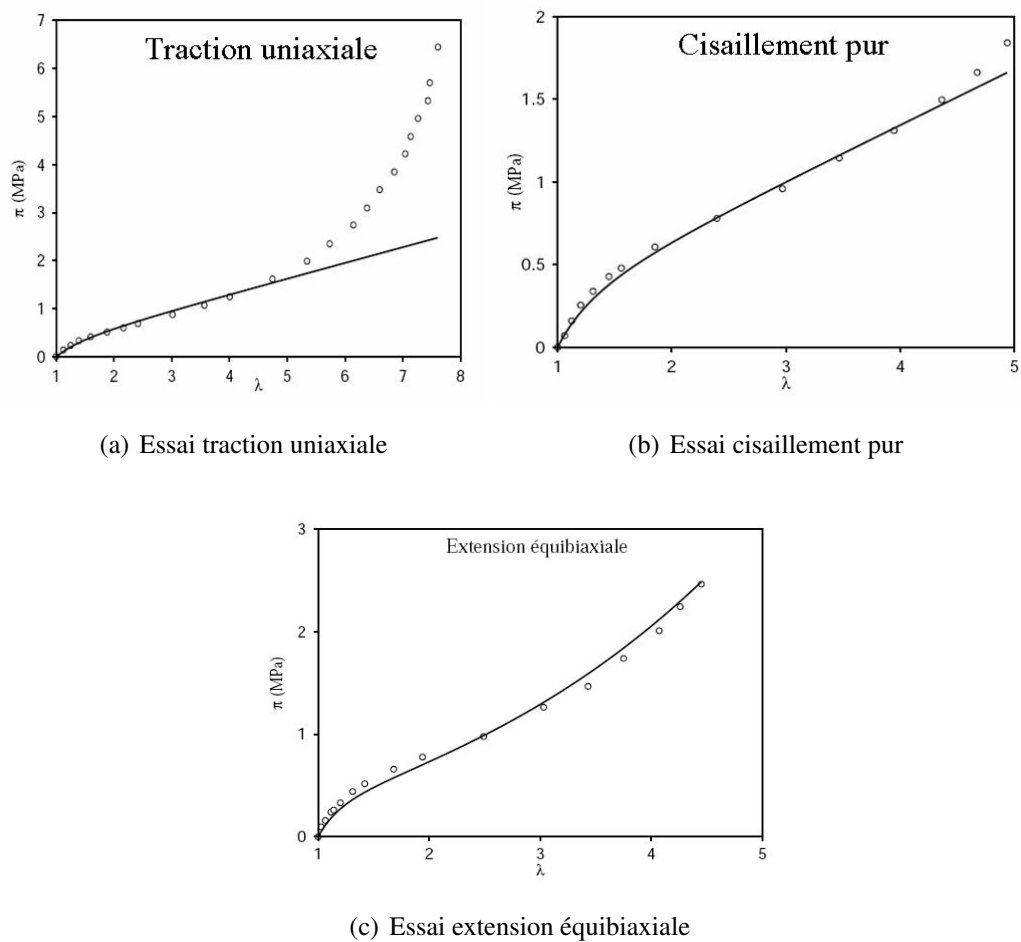 Traction uniaxiale
7
6
5
4
3
2
1
0
π (MPa)
1 2 3 4 5 6 7 8
λ
(a) Essai traction uniaxiale
Cisaillement pur
2
1.5
1
0.5
0
π (MPa)
1 2 3 4 5
λ
(b) Essai cisaillement pur
Extension équibiaxiale
3
2
1
0
π (MPa)
1 2 3 4 5
λ
(c) Essai extension équibiaxiale